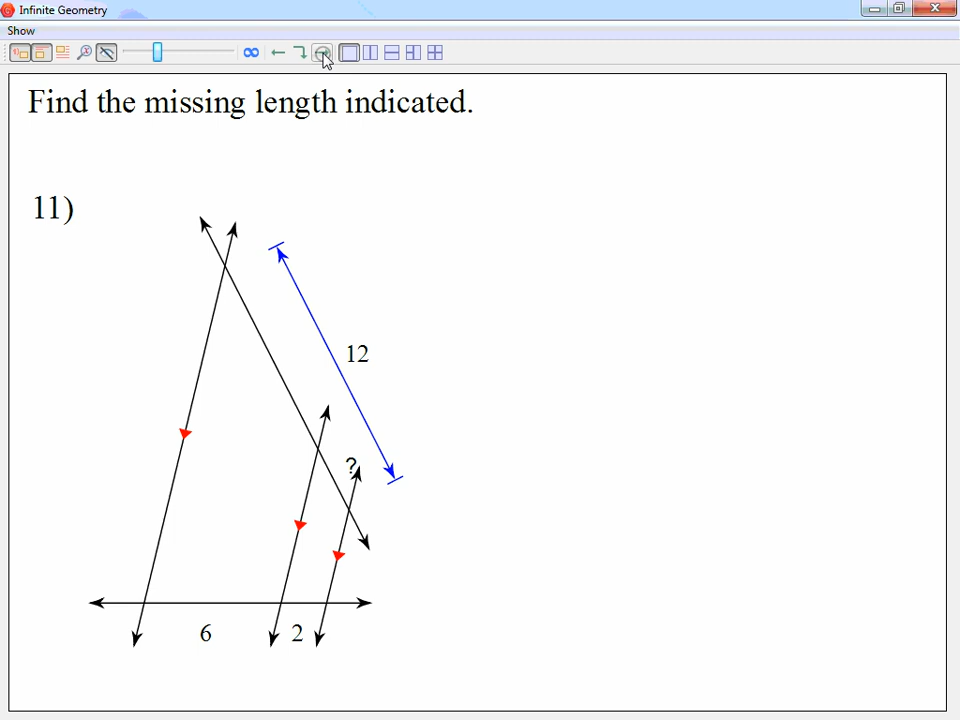 Infinite Geometry
Show
Find the missing length indicated.
11)
12
?
6
2